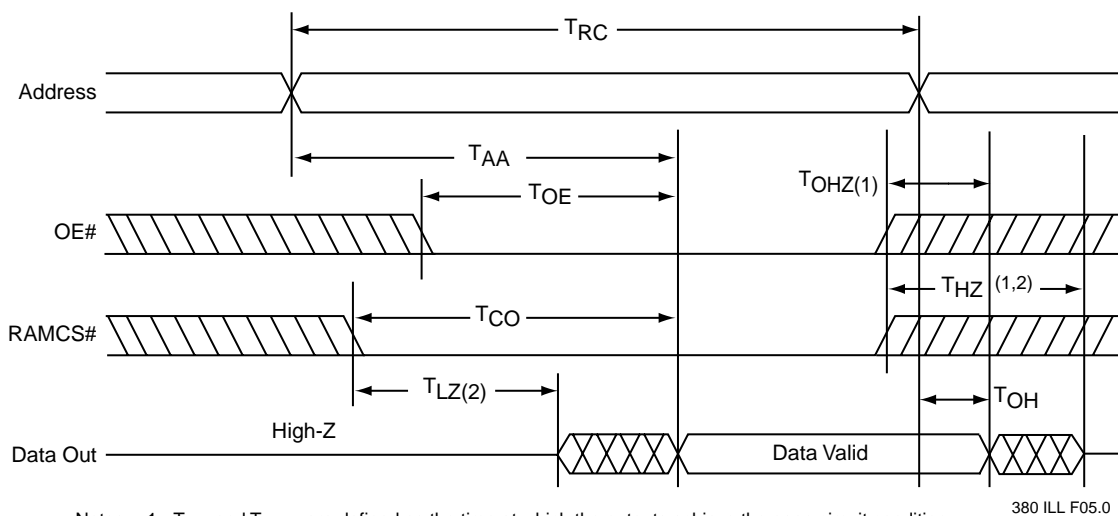 TRC
Address
TAA
TOE
TOHZ(1)
OE#
THZ (1,2)
TCO
RAMCS#
TLZ(2)
TOH
High-Z
Data Out
Data Valid
380 ILL F05.0